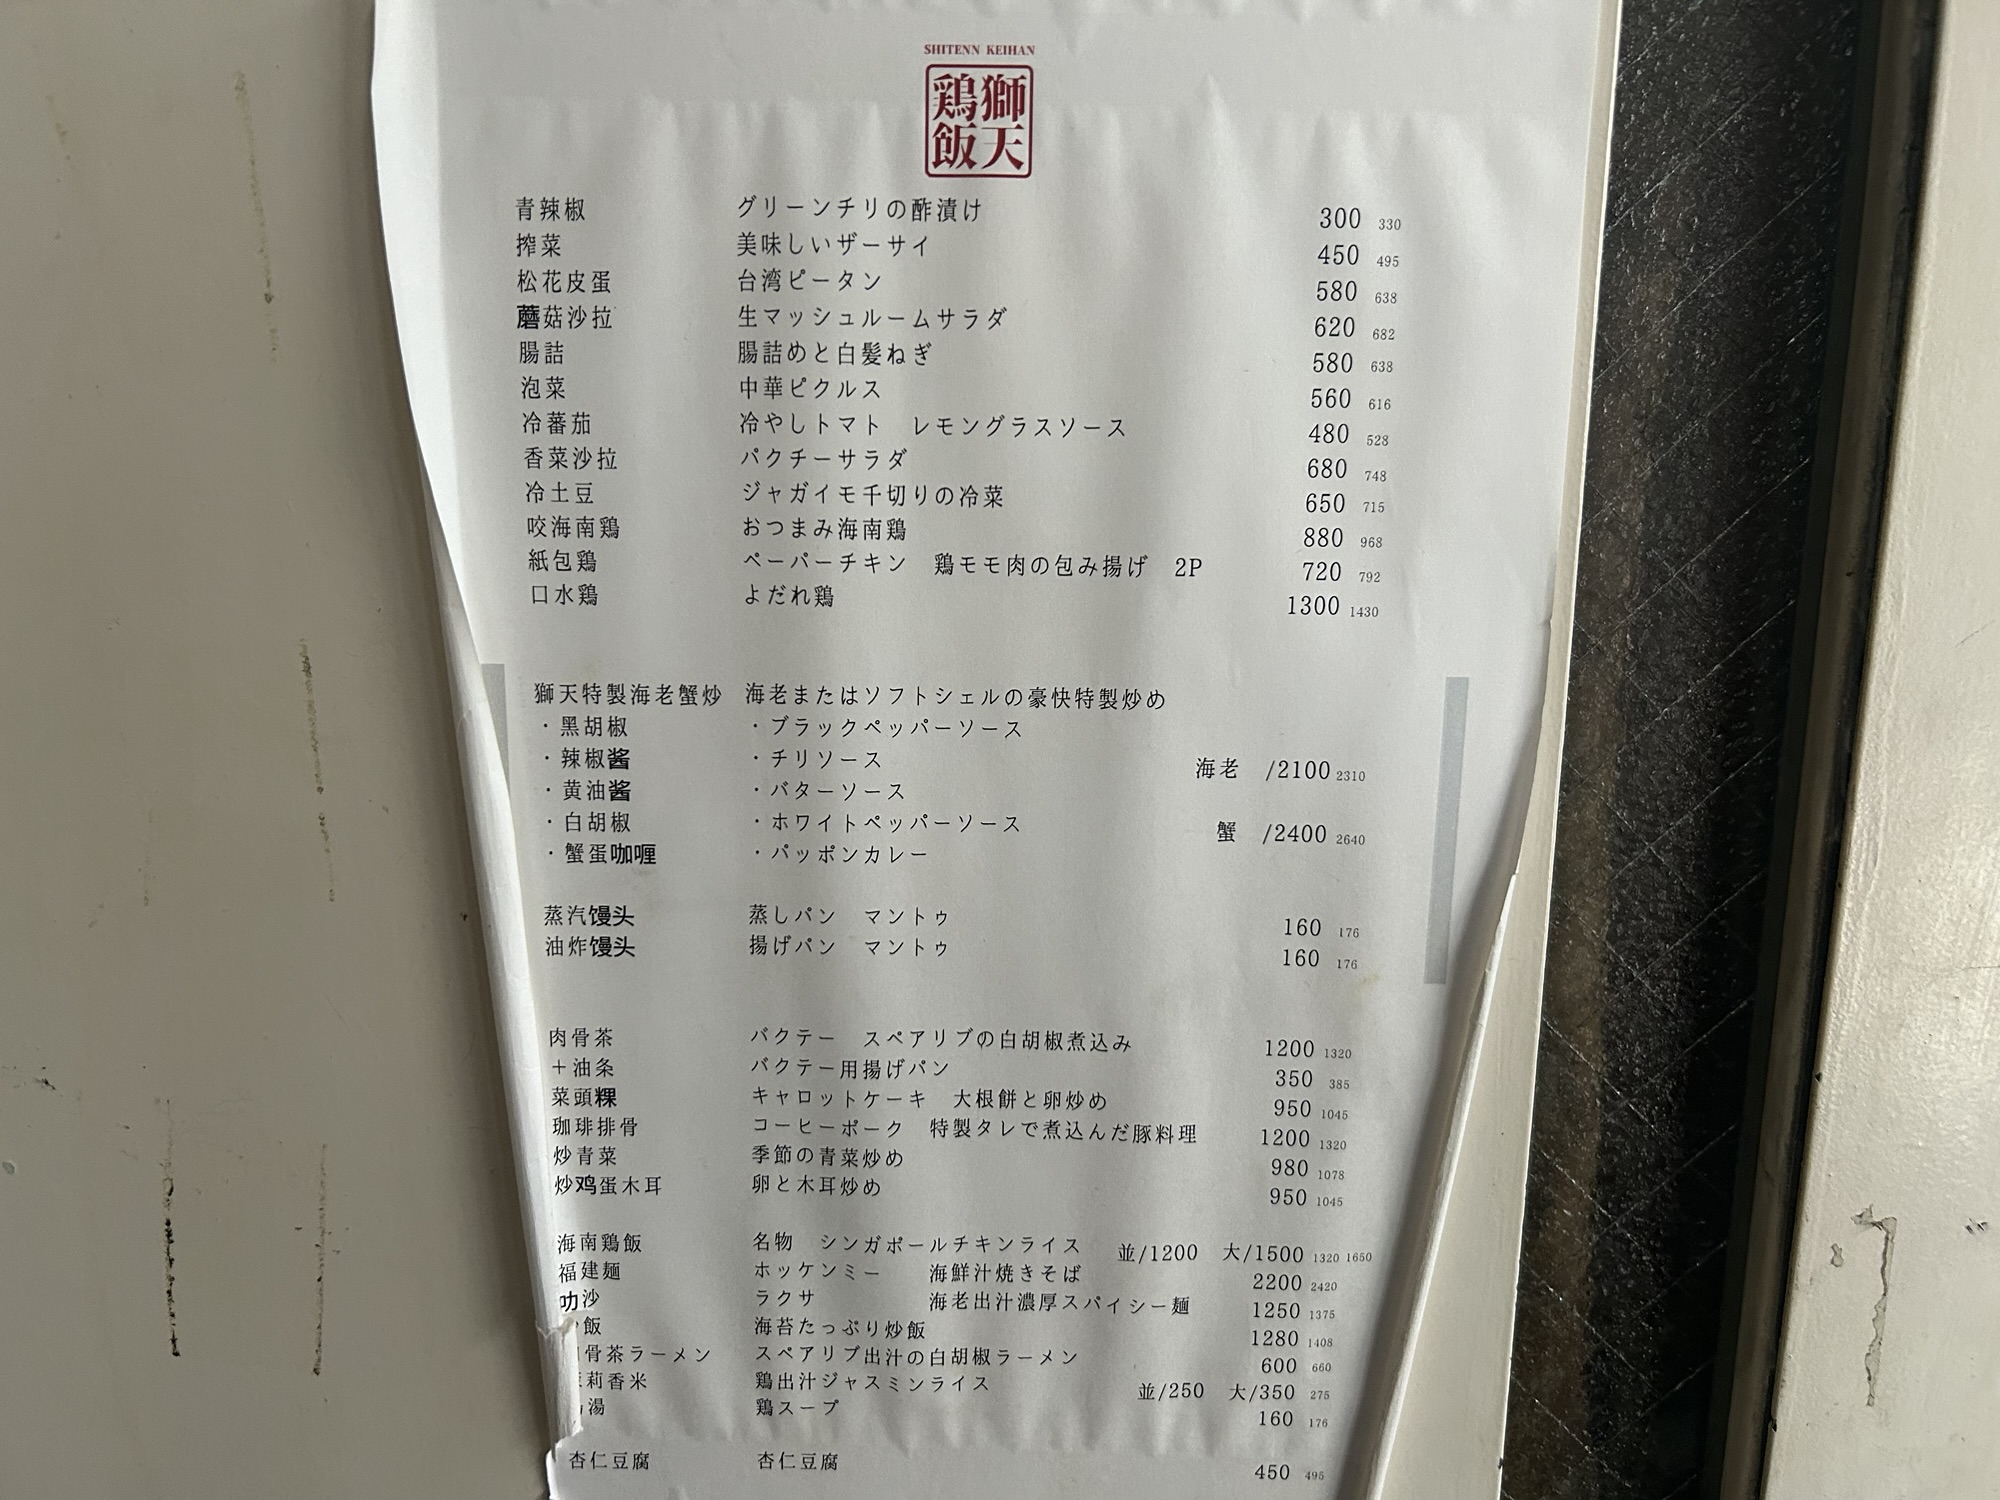 SHITENN KEIHAN
獅天
鶏飯
青辣椒 グリーンチリの酢漬け 300 330
搾菜 美味しいザーサイ 450 495
松花皮蛋 台湾ピータン 580 638
蘑菇沙拉 生マッシュルームサラダ 620 682
腸詰 腸詰めと白髪ねぎ 580 638
泡菜 中華ピクルス 560 616
冷蕃茄 冷やしトマト レモングラスソース 480 528
香菜沙拉 パクチーサラダ 680 748
冷土豆 ジャガイモ千切りの冷菜 650 715
咬海南鶏 おつまみ海南鶏 880 968
紙包鶏 ペーパーチキン 鶏モモ肉の包み揚げ 2P 720 792
口水鶏 よだれ鶏 1300 1430
獅天特製海老蟹炒 海老またはソフトシェルの豪快特製炒め
・黒胡椒 ・ブラックペッパーソース
・辣椒酱 ・チリソース 海老 /2100 2310
・黄油酱 ・バターソース
・白胡椒 ・ホワイトペッパーソース 蟹 /2400 2640
・蟹蛋咖喱 ・パッポンカレー
蒸汽馒头 蒸しパン マントゥ 160 176
油炸馒头 揚げパン マントゥ 160 176
肉骨茶 バクテー スペアリブの白胡椒煮込み 1200 1320
＋油条 バクテー用揚げパン 350 385
菜頭粿 キャロットケーキ 大根餅と卵炒め 950 1045
珈琲排骨 コーヒーポーク 特製タレで煮込んだ豚料理 1200 1320
炒青菜 季節の青菜炒め 980 1078
炒鸡蛋木耳 卵と木耳炒め 950 1045
海南鶏飯 名物 シンガポールチキンライス 並/1200 大/1500 1320 1650
福建麺 ホッケンミー 海鮮汁焼きそば 2200 2420
叻沙 ラクサ 海老出汁濃厚スパイシー麺 1250 1375
飯 海苔たっぷり炒飯 1280 1408
骨茶ラーメン スペアリブ出汁の白胡椒ラーメン 600 660
莉香米 鶏出汁ジャスミンライス 並/250 大/350 275
湯 鶏スープ 160 176
杏仁豆腐 杏仁豆腐 450 495